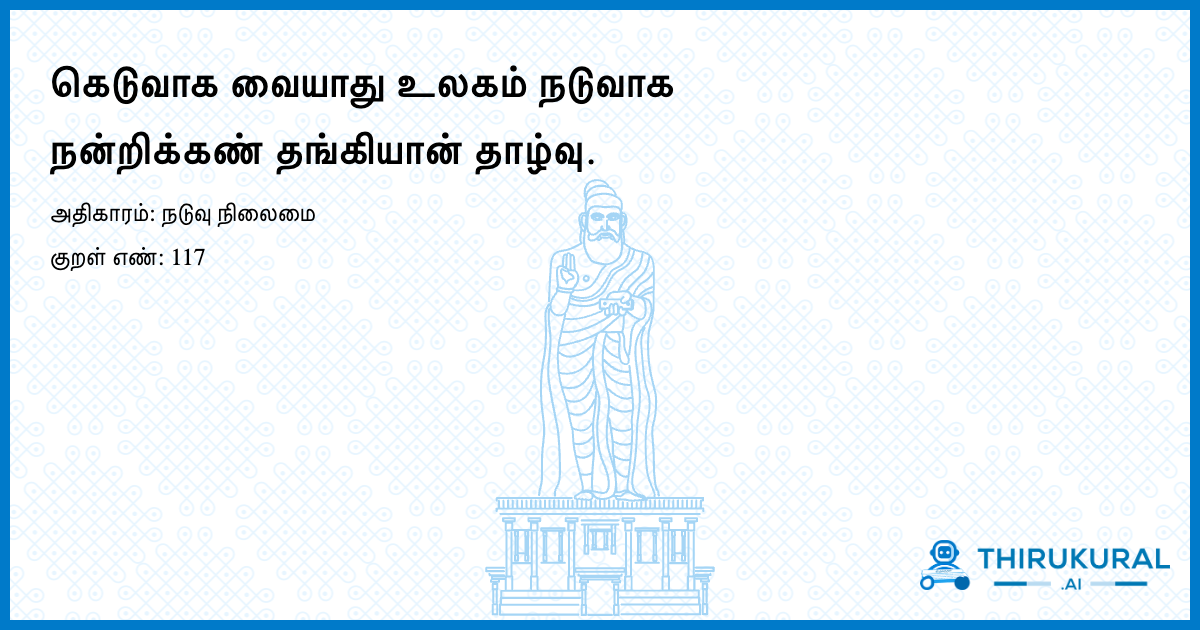 கெடுவாக வையாது உலகம் நடுவாக
நன்றிக்கண் தங்கியான் தாழ்வு.
அதிகாரம்: நடுவு நிலைமை
குறள் எண்: 117
THIRUKURAL
.AI